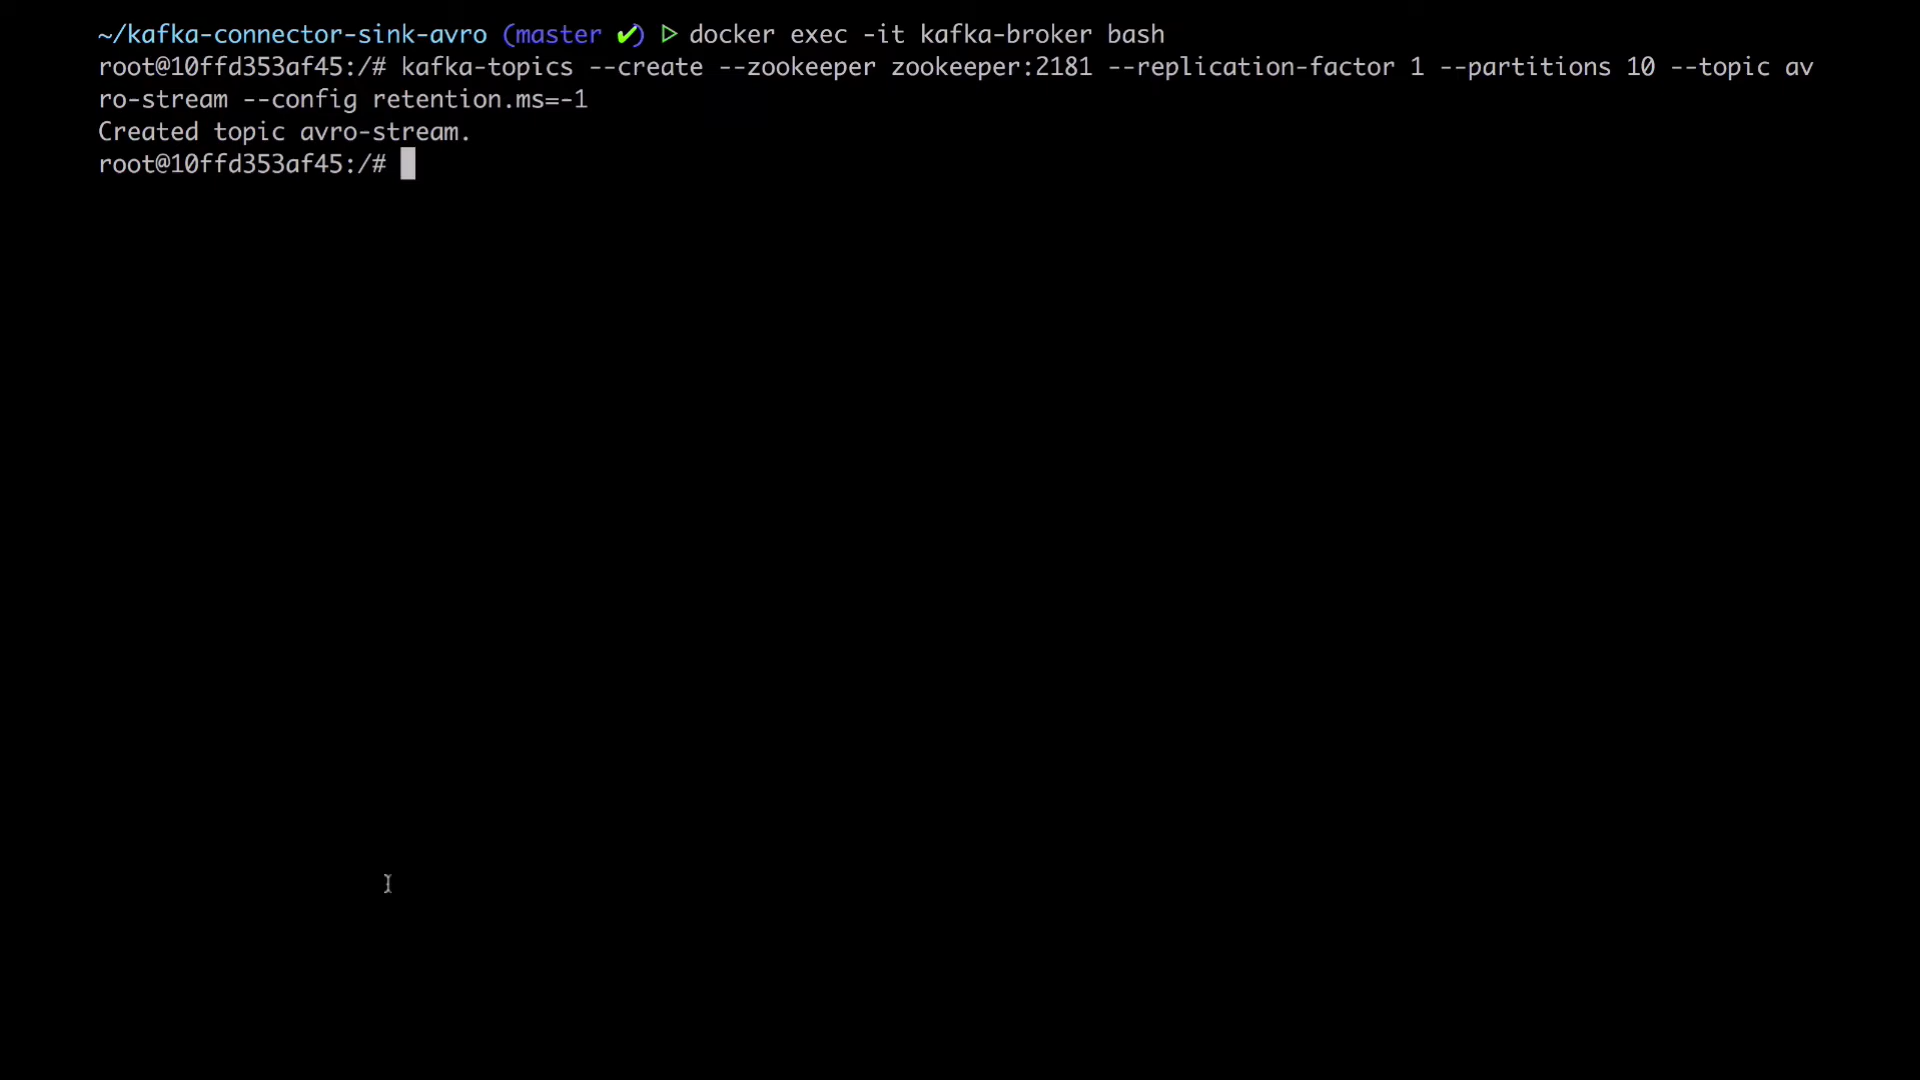 ~/kafka-connector-sink-avro (master ✔) ▷ docker exec -it kafka-broker bash
root@10ffd353af45:/# kafka-topics --create --zookeeper zookeeper:2181 --replication-factor 1 --partitions 10 --topic av
ro-stream --config retention.ms=-1
Created topic avro-stream.
root@10ffd353af45:/#